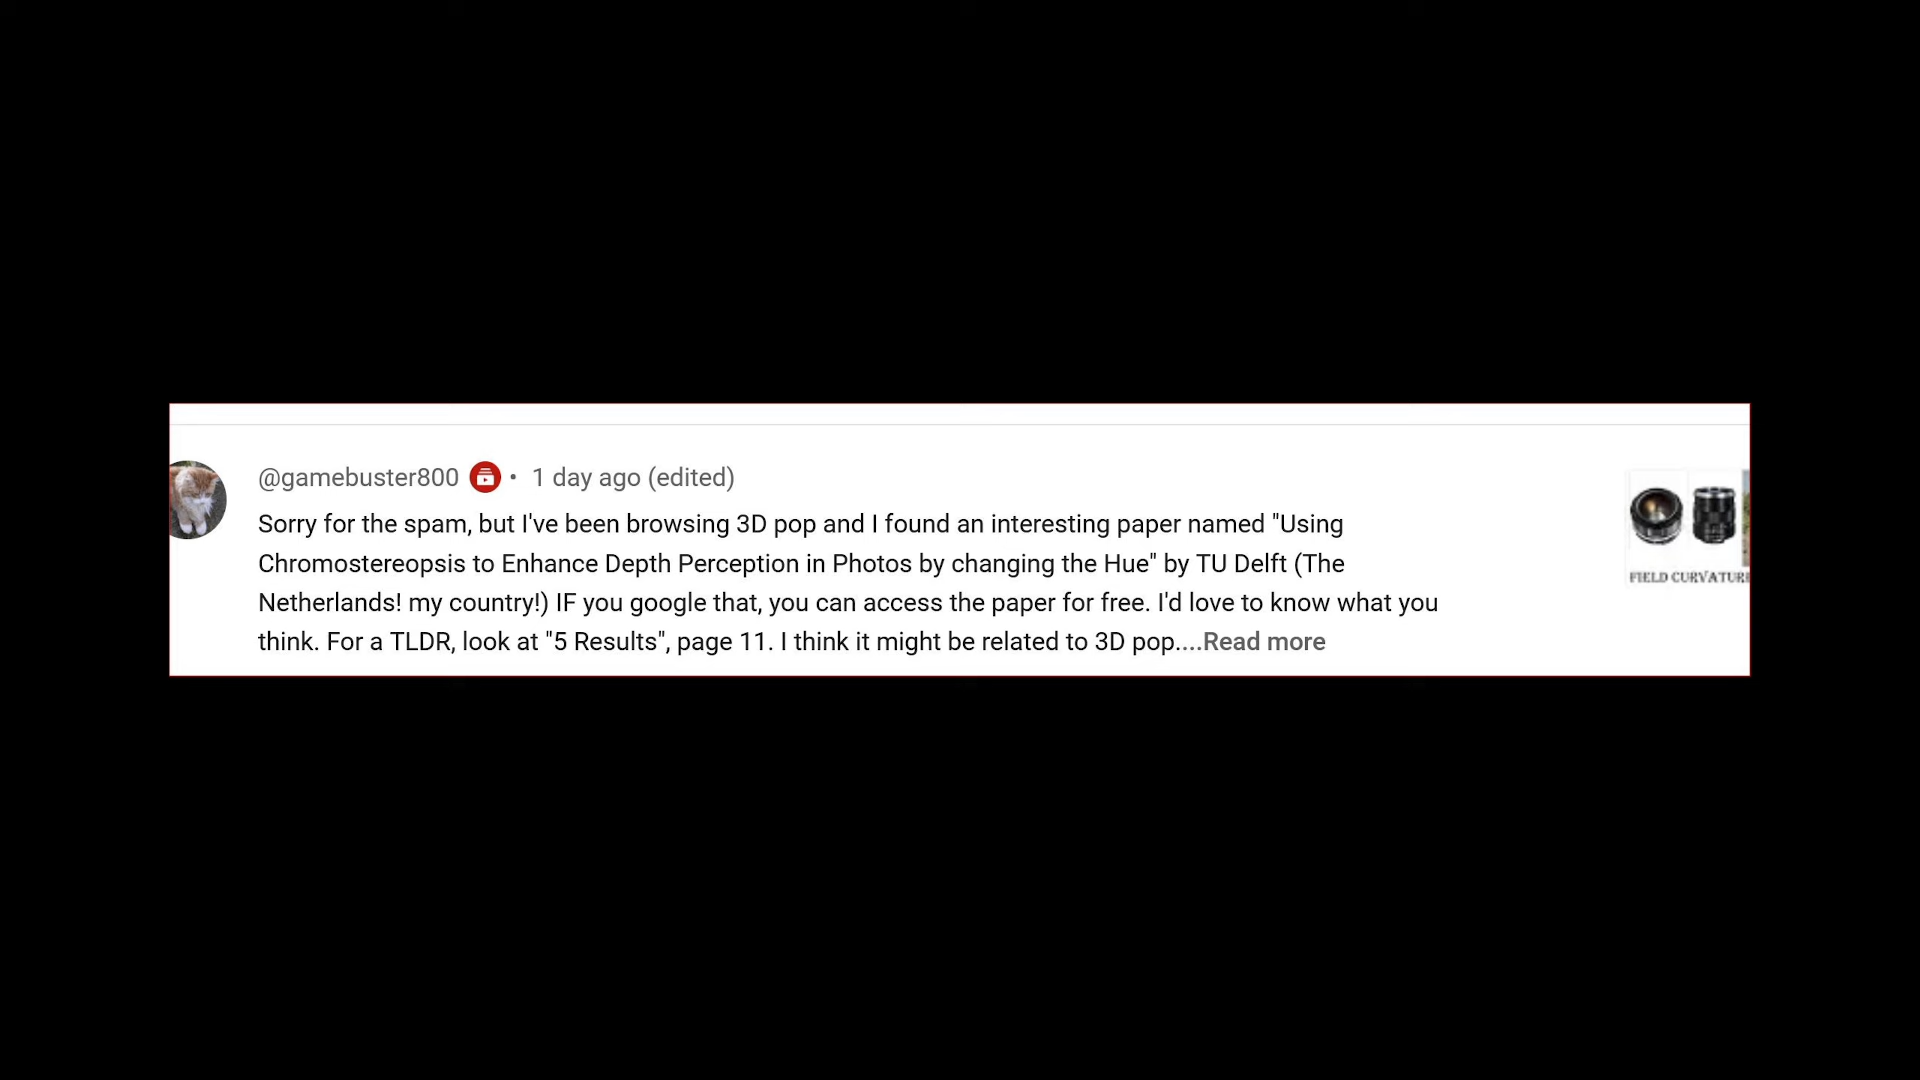 @gamebuster800 • 1 day ago (edited)
Sorry for the spam, but I've been browsing 3D pop and I found an interesting paper named "Using
Chromostereopsis to Enhance Depth Perception in Photos by changing the Hue" by TU Delft (The
Netherlands! my country!) IF you google that, you can access the paper for free. I'd love to know what you
think. For a TLDR, look at "5 Results", page 11. I think it might be related to 3D pop....Read more
FIELD CURVATURE